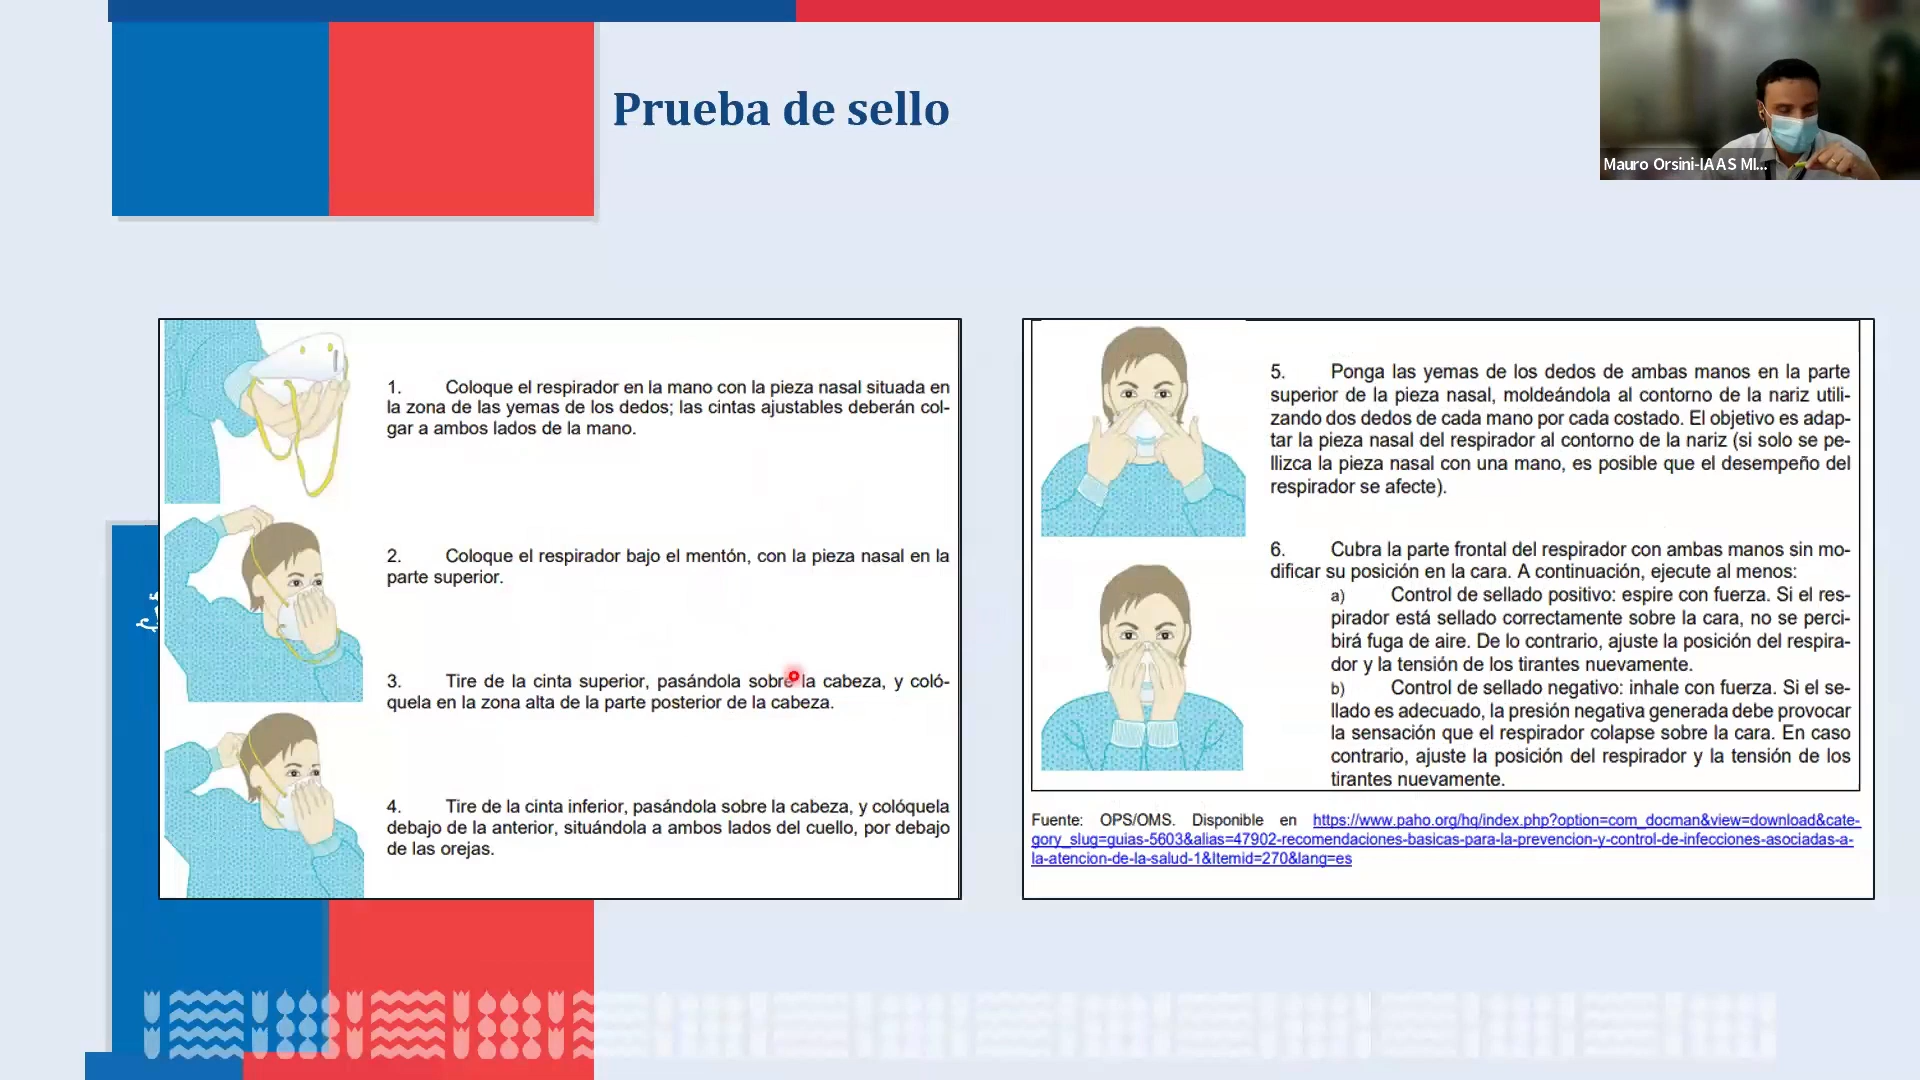 Prueba de sello
Mauro Orsini-IAAS MI...
1. Coloque el respirador en la mano con la pieza nasal situada en
la zona de las yemas de los dedos; las cintas ajustables deberán col-
gar a ambos lados de la mano.
2. Coloque el respirador bajo el mentón, con la pieza nasal en la
parte superior.
3. Tire de la cinta superior, pasándola sobre la cabeza, y coló-
quela en la zona alta de la parte posterior de la cabeza.
4. Tire de la cinta inferior, pasándola sobre la cabeza, y colóquela
debajo de la anterior, situándola a ambos lados del cuello, por debajo
de las orejas.
5. Ponga las yemas de los dedos de ambas manos en la parte
superior de la pieza nasal, moldeándola al contorno de la nariz utili-
zando dos dedos de cada mano por cada costado. El objetivo es adap-
tar la pieza nasal del respirador al contorno de la nariz (si solo se pe-
llizca la pieza nasal con una mano, es posible que el desempeño del
respirador se afecte).
6. Cubra la parte frontal del respirador con ambas manos sin mo-
dificar su posición en la cara. A continuación, ejecute al menos:
a) Control de sellado positivo: espire con fuerza. Si el res-
pirador está sellado correctamente sobre la cara, no se perci-
birá fuga de aire. De lo contrario, ajuste la posición del respira-
dor y la tensión de los tirantes nuevamente.
b) Control de sellado negativo: inhale con fuerza. Si el se-
llado es adecuado, la presión negativa generada debe provocar
la sensación que el respirador colapse sobre la cara. En caso
contrario, ajuste la posición del respirador y la tensión de los
tirantes nuevamente.
Fuente: OPS/OMS. Disponible en https://www.paho.org/hq/index.php?option=com_docman&view=download&cate-
gory_slug=guias-5603&alias=47902-recomendaciones-basicas-para-la-prevencion-y-control-de-infecciones-asociadas-a-
la-atencion-de-la-salud-1&Itemid=270&lang=es